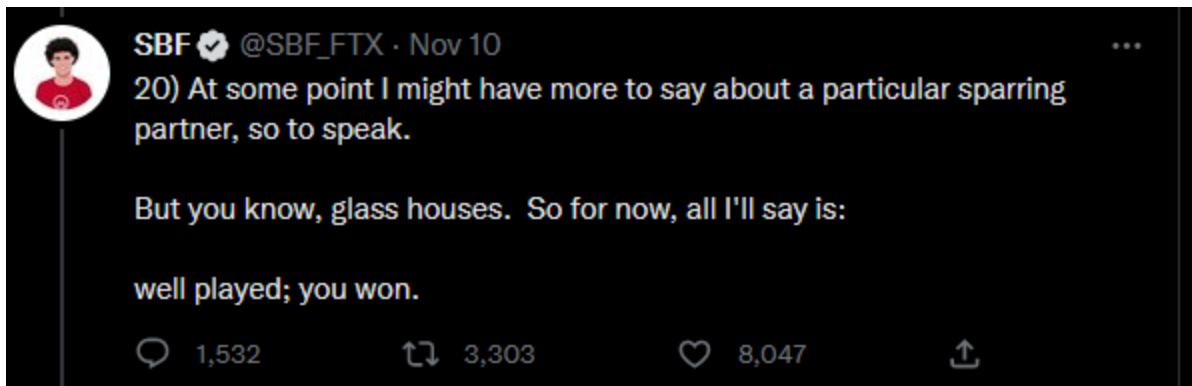 SBF @SBF_FTX · Nov 10
20) At some point I might have more to say about a particular sparring
partner, so to speak.
But you know, glass houses.  So for now, all I'll say is:
well played; you won.
1,532 3,303 8,047